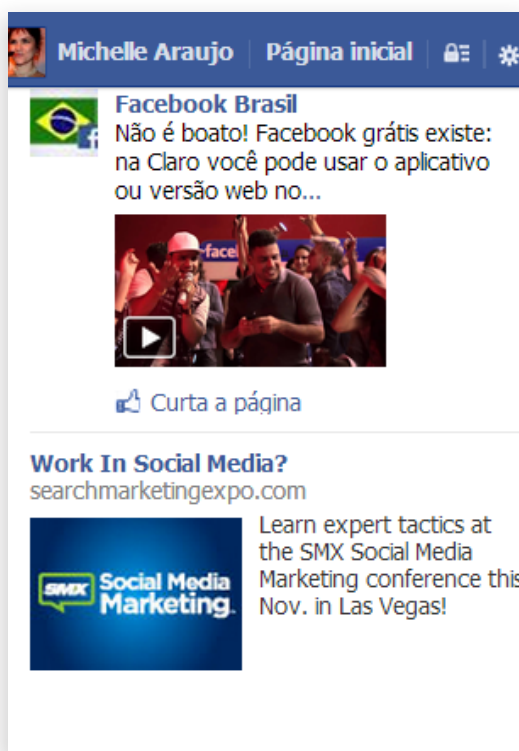 Michelle Araujo
Página inicial
Facebook Brasil
Não é boato! Facebook grátis existe:
na Claro você pode usar o aplicativo
ou versão web no...
facel
Curta a página
Work In Social Media?
searchmarketingexpo.com
Learn expert tactics at
the SMX Social Media
Marketing conference this
Nov. in Las Vegas!
SMX Social Media
Marketing.